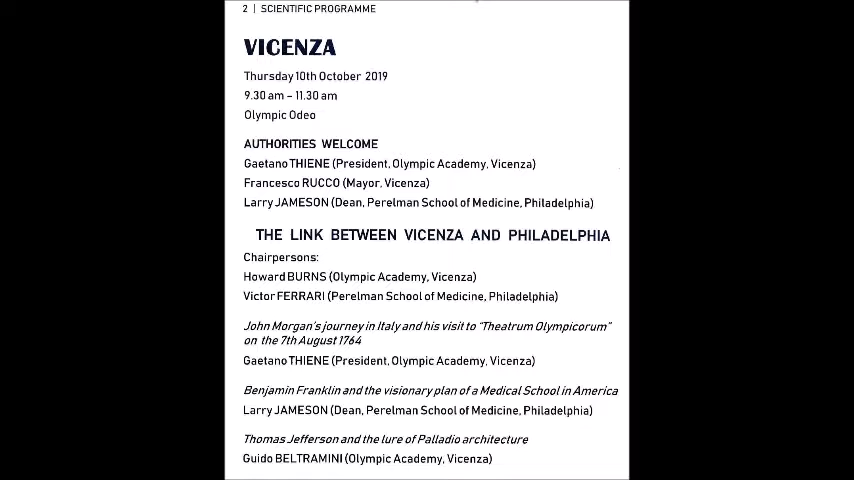 2 | SCIENTIFIC PROGRAMME
VICENZA
Thursday 10th October 2019
9.30 am – 11.30 am
Olympic Odeo
AUTHORITIES WELCOME
Gaetano THIENE (President, Olympic Academy, Vicenza)
Francesco RUCCO (Mayor, Vicenza)
Larry JAMESON (Dean, Perelman School of Medicine, Philadelphia)
THE LINK BETWEEN VICENZA AND PHILADELPHIA
Chairpersons:
Howard BURNS (Olympic Academy, Vicenza)
Victor FERRARI (Perelman School of Medicine, Philadelphia)
John Morgan's journey in Italy and his visit to "Theatrum Olympicorum"
on the 7th August 1764
Gaetano THIENE (President, Olympic Academy, Vicenza)
Benjamin Franklin and the visionary plan of a Medical School in America
Larry JAMESON (Dean, Perelman School of Medicine, Philadelphia)
Thomas Jefferson and the lure of Palladio architecture
Guido BELTRAMINI (Olympic Academy, Vicenza)